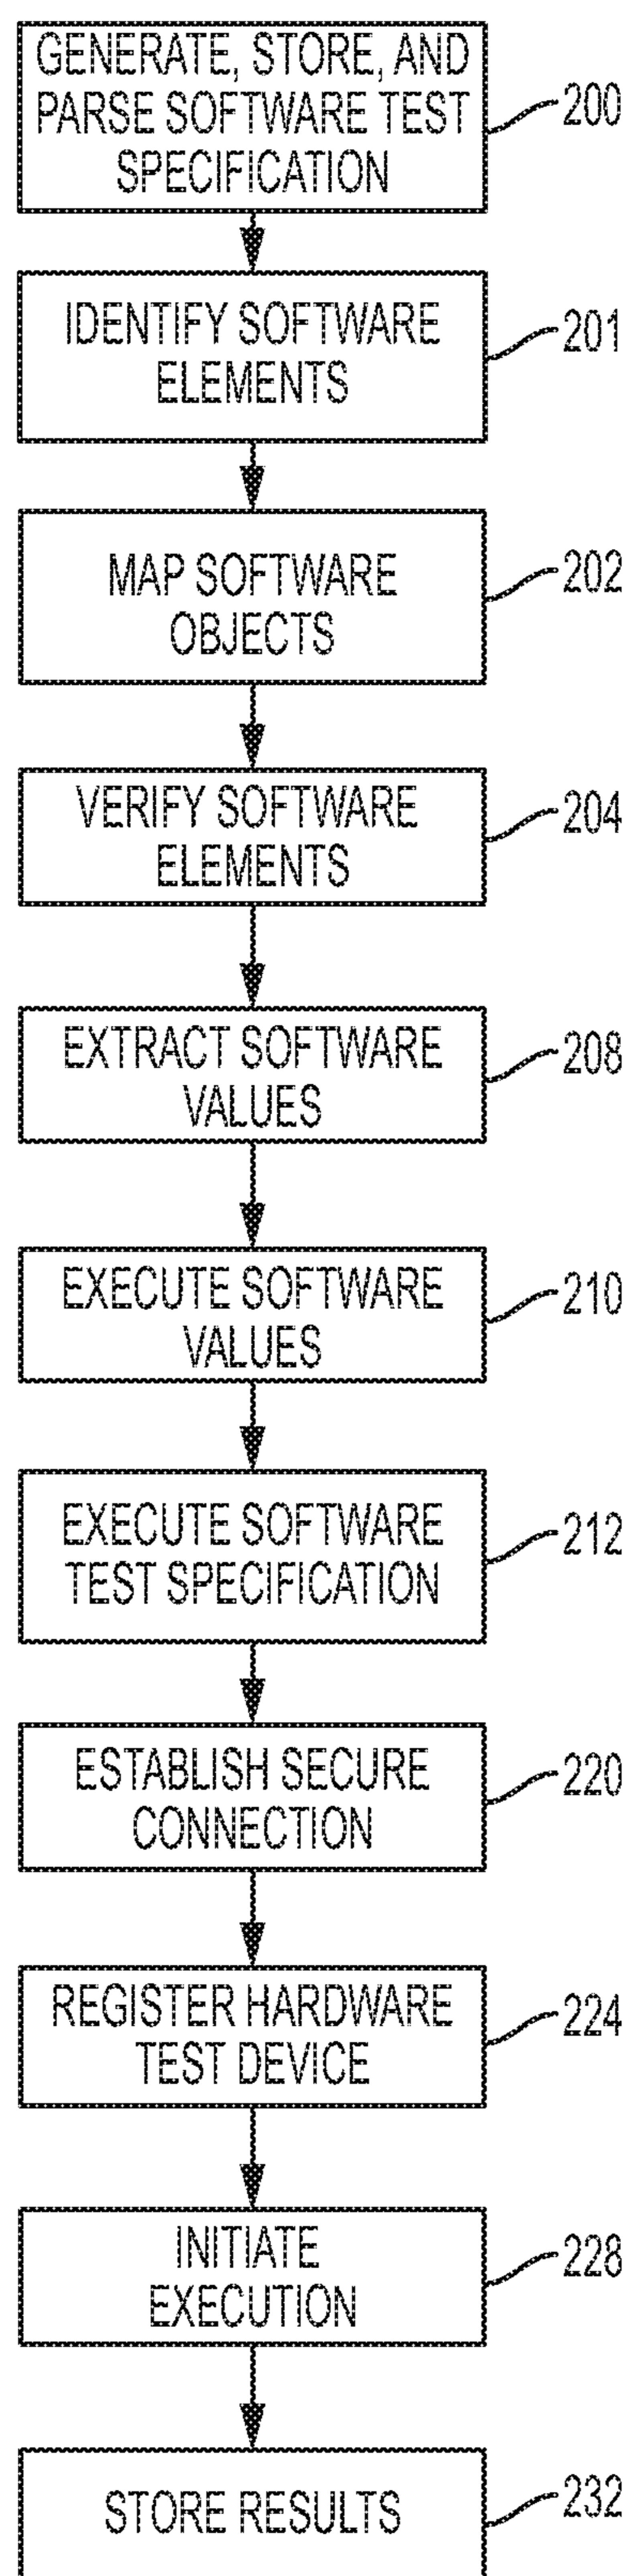 GENERATE, STORE, AND
PARSE SOFTWARE TEST
SPECIFICATION
200
IDENTIFY SOFTWARE
ELEMENTS
201
MAP SOFTWARE
OBJECTS
202
VERIFY SOFTWARE
ELEMENTS
204
EXTRACT SOFTWARE
VALUES
208
EXECUTE SOFTWARE
VALUES
210
EXECUTE SOFTWARE
TEST SPECIFICATION
212
ESTABLISH SECURE
CONNECTION
220
REGISTER HARDWARE
TEST DEVICE
224
INITIATE
EXECUTION
228
STORE RESULTS
232